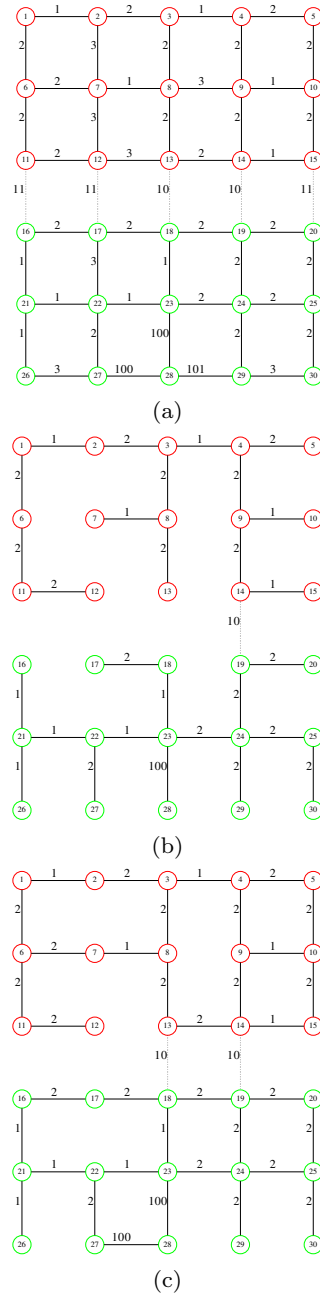 1 2 1 2
1 2 3 4 5
2 3 2 2 2
2 1 3 1
6 7 8 9 10
2 3 2 2 2
2 3 2 1
11 12 13 14 15
11 11 10 10 11
2 2 2 2
16 17 18 19 20
1 3 1 2 2
1 1 2 2
21 22 23 24 25
1 2 100 2 2
3 100 101 3
26 27 28 29 30
(a)
1 2 1 2
1 2 3 4 5
2 2 2
1 1
6 7 8 9 10
2 2 2
2 1
11 12 13 14 15
10
2 2
16 17 18 19 20
1 1 2
1 1 2 2
21 22 23 24 25
1 2 100 2 2
26 27 28 29 30
(b)
1 2 1 2
1 2 3 4 5
2 2 2 2
2 1 1
6 7 8 9 10
2 2 2 2
2 2 1
11 12 13 14 15
10 10
2 2 2 2
16 17 18 19 20
1 1 2 2
1 1 2 2
21 22 23 24 25
1 2 100 2 2
100
26 27 28 29 30
(c)